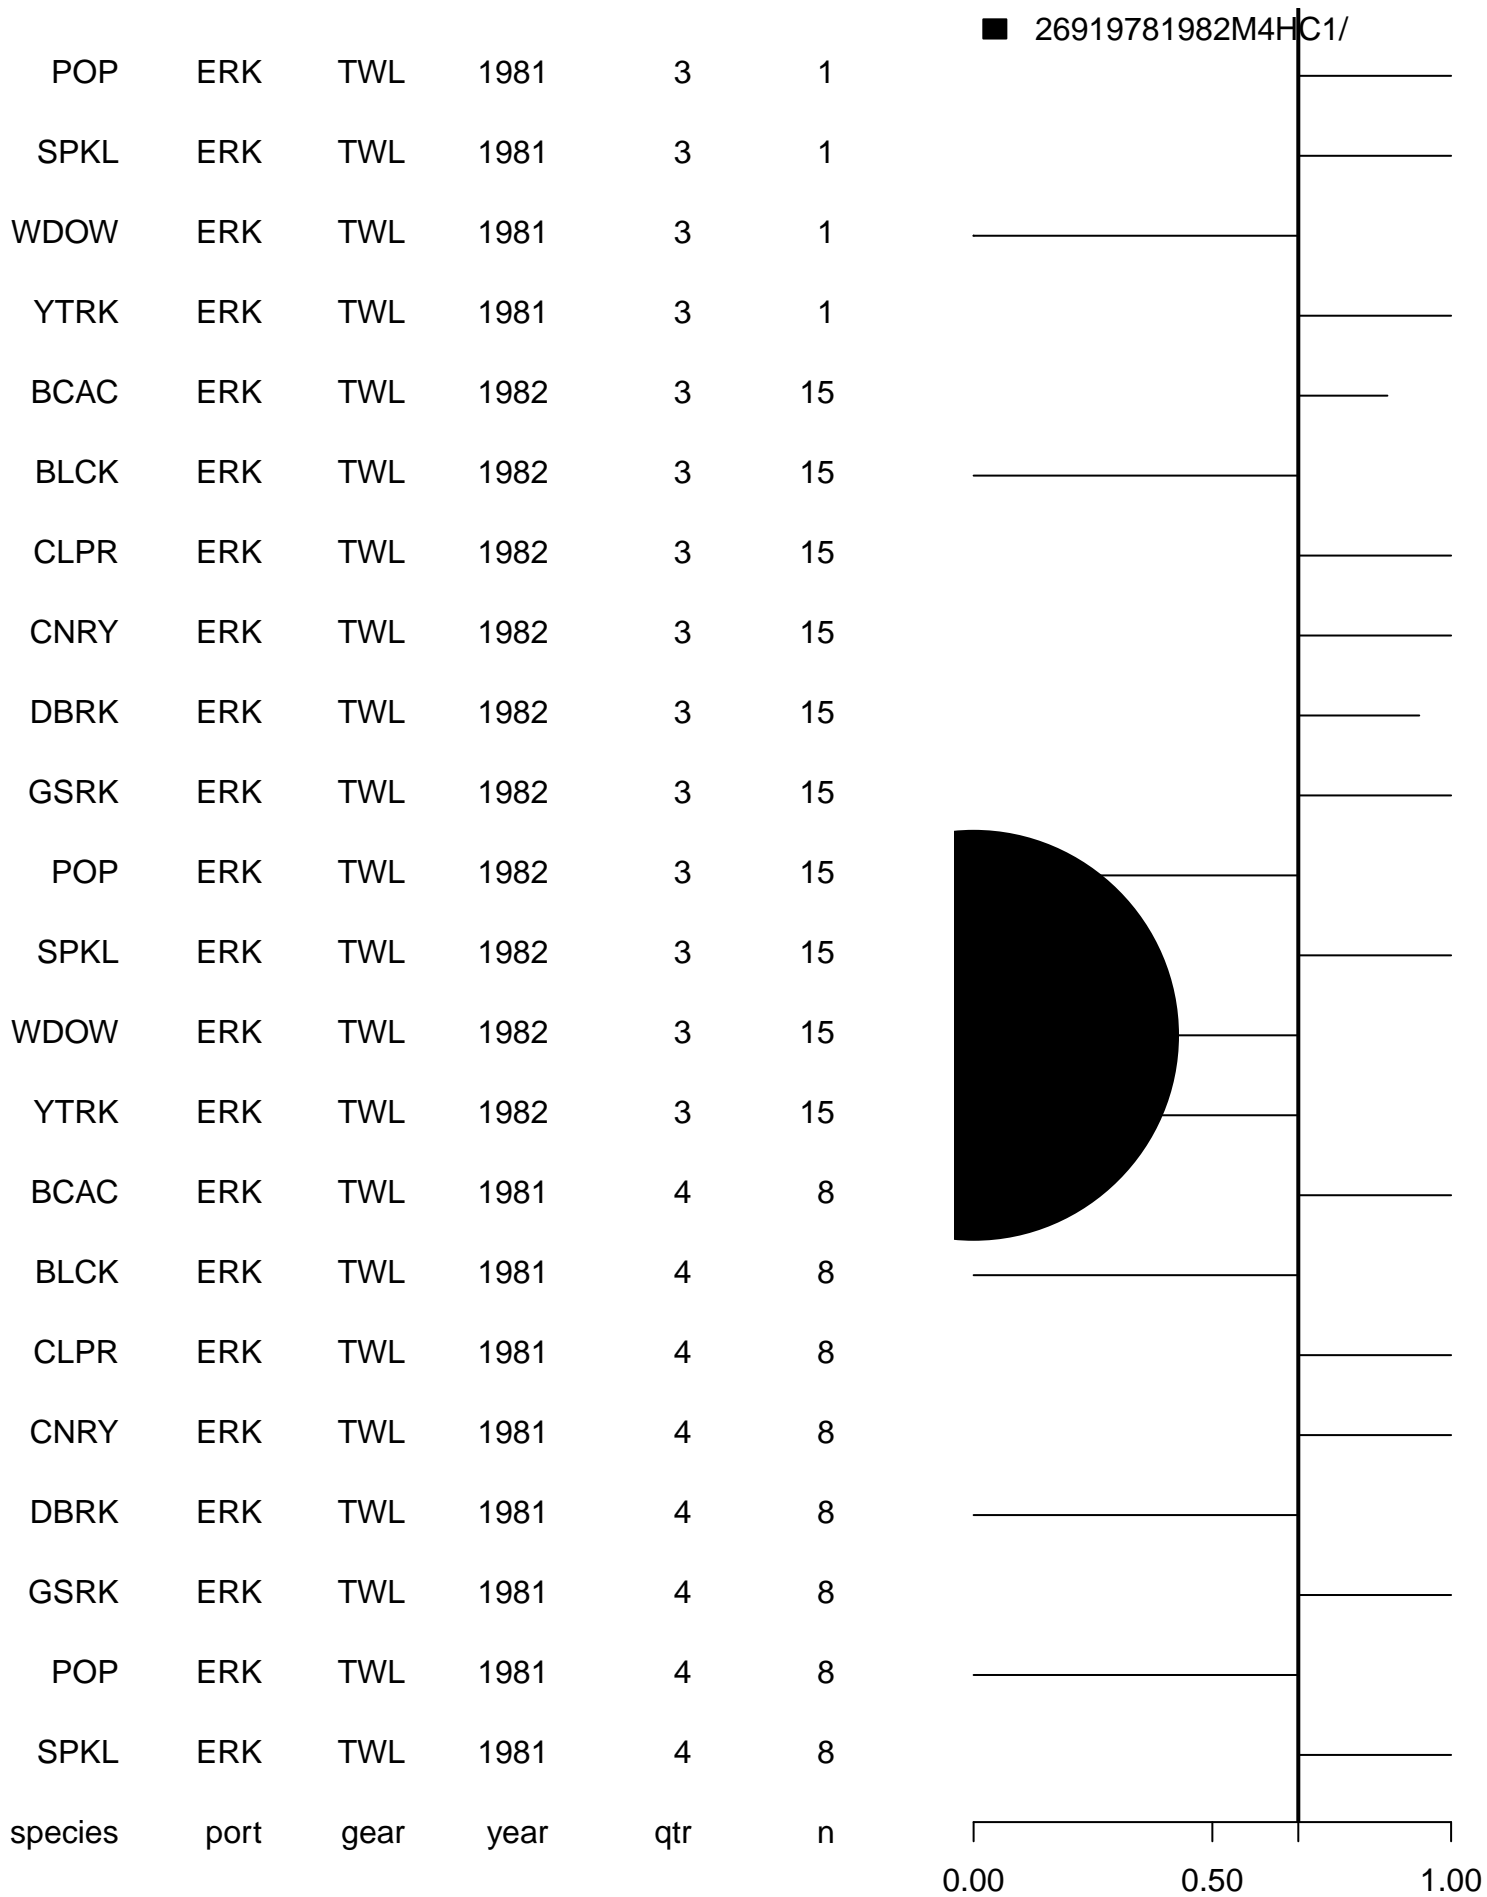 26919781982M4HC1/
POP ERK TWL 1981 3 1
SPKL ERK TWL 1981 3 1
WDOW ERK TWL 1981 3 1
YTRK ERK TWL 1981 3 1
BCAC ERK TWL 1982 3 15
BLCK ERK TWL 1982 3 15
CLPR ERK TWL 1982 3 15
CNRY ERK TWL 1982 3 15
DBRK ERK TWL 1982 3 15
GSRK ERK TWL 1982 3 15
POP ERK TWL 1982 3 15
SPKL ERK TWL 1982 3 15
WDOW ERK TWL 1982 3 15
YTRK ERK TWL 1982 3 15
BCAC ERK TWL 1981 4 8
BLCK ERK TWL 1981 4 8
CLPR ERK TWL 1981 4 8
CNRY ERK TWL 1981 4 8
DBRK ERK TWL 1981 4 8
GSRK ERK TWL 1981 4 8
POP ERK TWL 1981 4 8
SPKL ERK TWL 1981 4 8
species port gear year qtr n
0.00 0.50 1.00